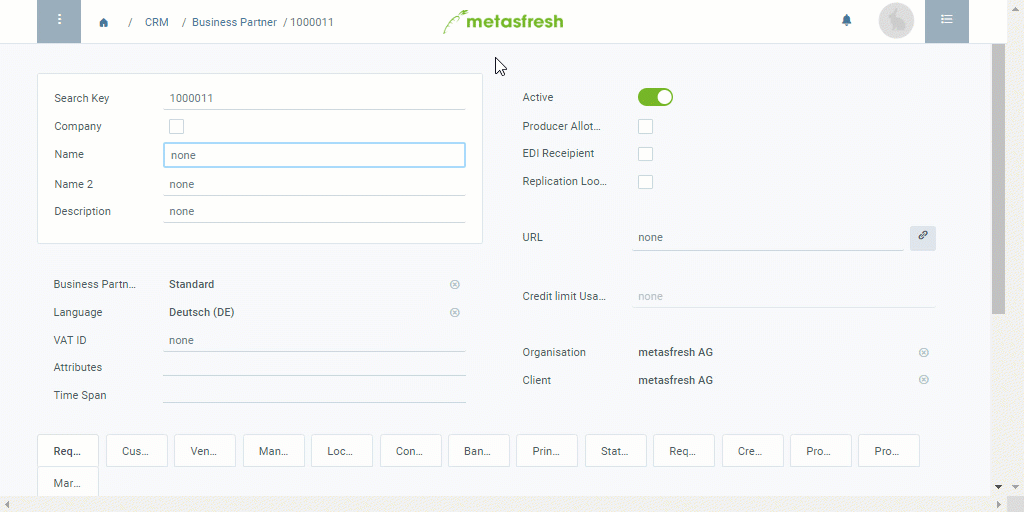 / CRM / Business Partner / 1000011
metasfresh
Search Key 1000011
Company
Name none
Name 2 none
Description none
Active
Producer Allot...
EDI Receipient
Replication Loo...
URL none
Credit limit Usa... none
Business Partn... Standard
Language Deutsch (DE)
VAT ID none
Attributes
Time Span
Organisation metasfresh AG
Client metasfresh AG
Req... Cus... Ven... Man... Loc... Con... Ban... Prin... Stat... Req... Cre... Pro... Pro...
Mar...